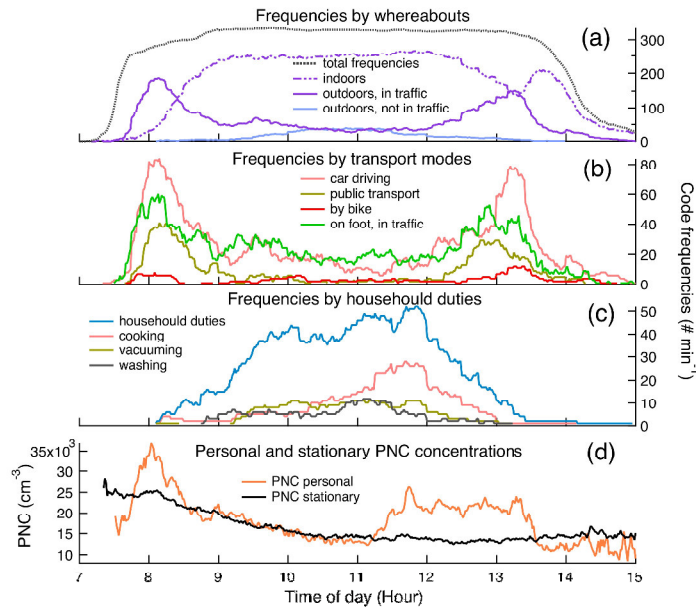 Frequencies by whereabouts
(a)
total frequencies
indoors
outdoors, in traffic
outdoors, not in traffic
300
200
100
0
Frequencies by transport modes
(b)
car driving
public transport
by bike
on foot, in traffic
80
60
40
20
0
Code frequencies (# min⁻¹)
Frequencies by househould duties
(c)
househould duties
cooking
vacuuming
washing
50
40
30
20
10
0
Personal and stationary PNC concentrations
(d)
PNC personal
PNC stationary
35x10³
30
25
20
15
10
PNC (cm⁻³)
7 8 9 10 11 12 13 14 15
Time of day (Hour)